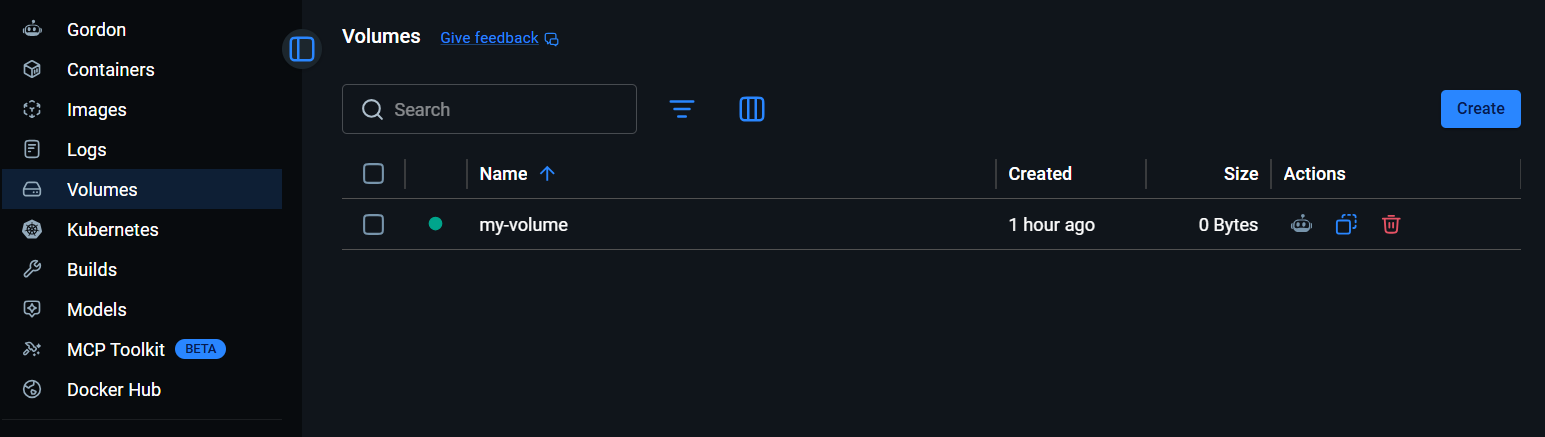 Gordon
Containers
Images
Logs
Volumes
Kubernetes
Builds
Models
MCP Toolkit BETA
Docker Hub
Volumes Give feedback
Search
Create
Name Created Size Actions
my-volume 1 hour ago 0 Bytes